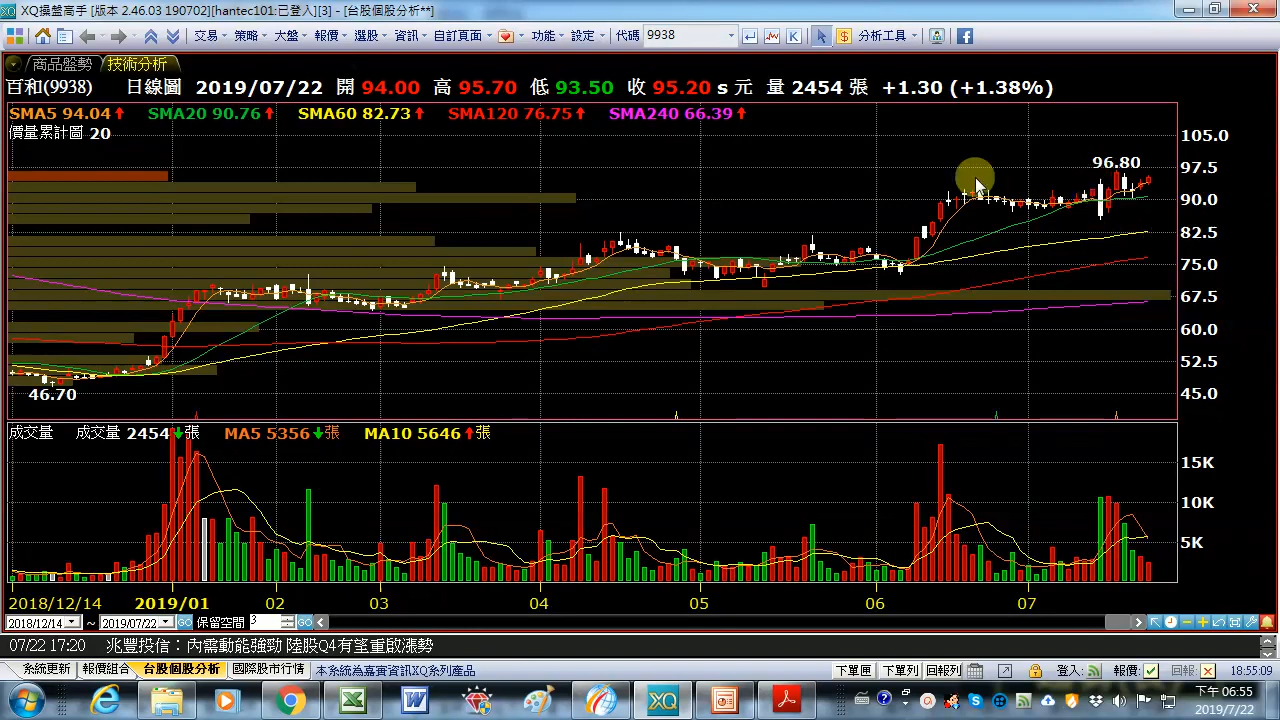 XQ操盤高手 [版本 2.46.03 190702][hantec101:已登入][3] - [台股個股分析**]
交易 策略 大盤 報價 選股 資訊 自訂頁面 功能 設定 代碼 9938 K 分析工具
商品盤勢 技術分析
百和(9938) 日線圖 2019/07/22 開 94.00 高 95.70 低 93.50 收 95.20 s 元 量 2454 張 +1.30 (+1.38%)
SMA5 94.04 SMA20 90.76 SMA60 82.73 SMA120 76.75 SMA240 66.39
價量累計圖 20
105.0
96.80
97.5
90.0
82.5
75.0
67.5
60.0
52.5
46.70
45.0
成交量 成交量 2454 張 MA5 5356 張 MA10 5646 張
15K
10K
5K
2018/12/14 2019/01 02 03 04 05 06 07
2018/12/14 ~ 2019/07/22 GO 保留空間 3 GO
07/22 17:20 兆豐投信：內需動能強勁 陸股Q4有望重啟漲勢
系統更新 報價組合 台股個股分析 國際股市行情 本系統為嘉實資訊XQ系列產品 下單匣 下單列 回報列 登入: 報價: 回報: 18:55:09
XQ
下午 06:55
2019/7/22